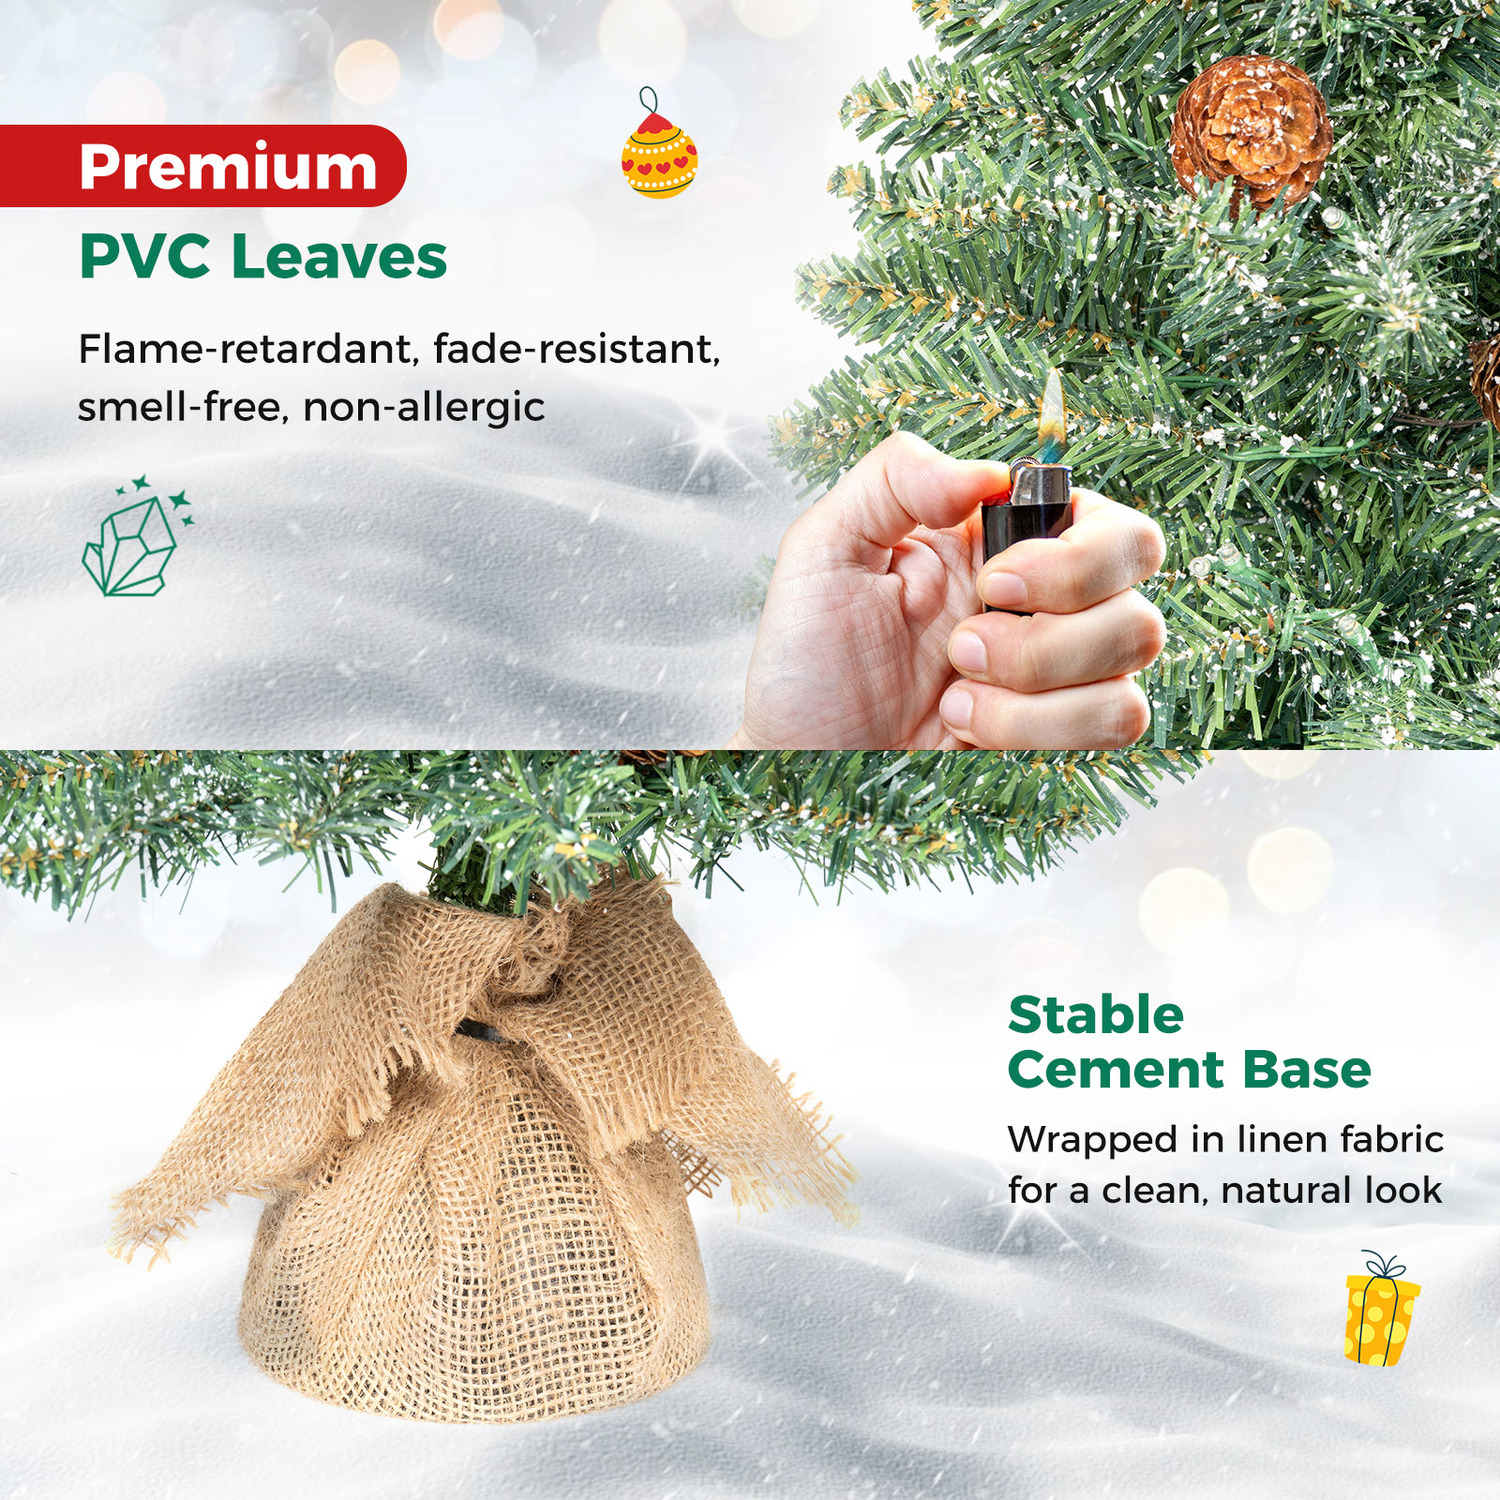 Premium
PVC Leaves
Flame-retardant, fade-resistant,
smell-free, non-allergic
Stable
Cement Base
Wrapped in linen fabric
for a clean, natural look